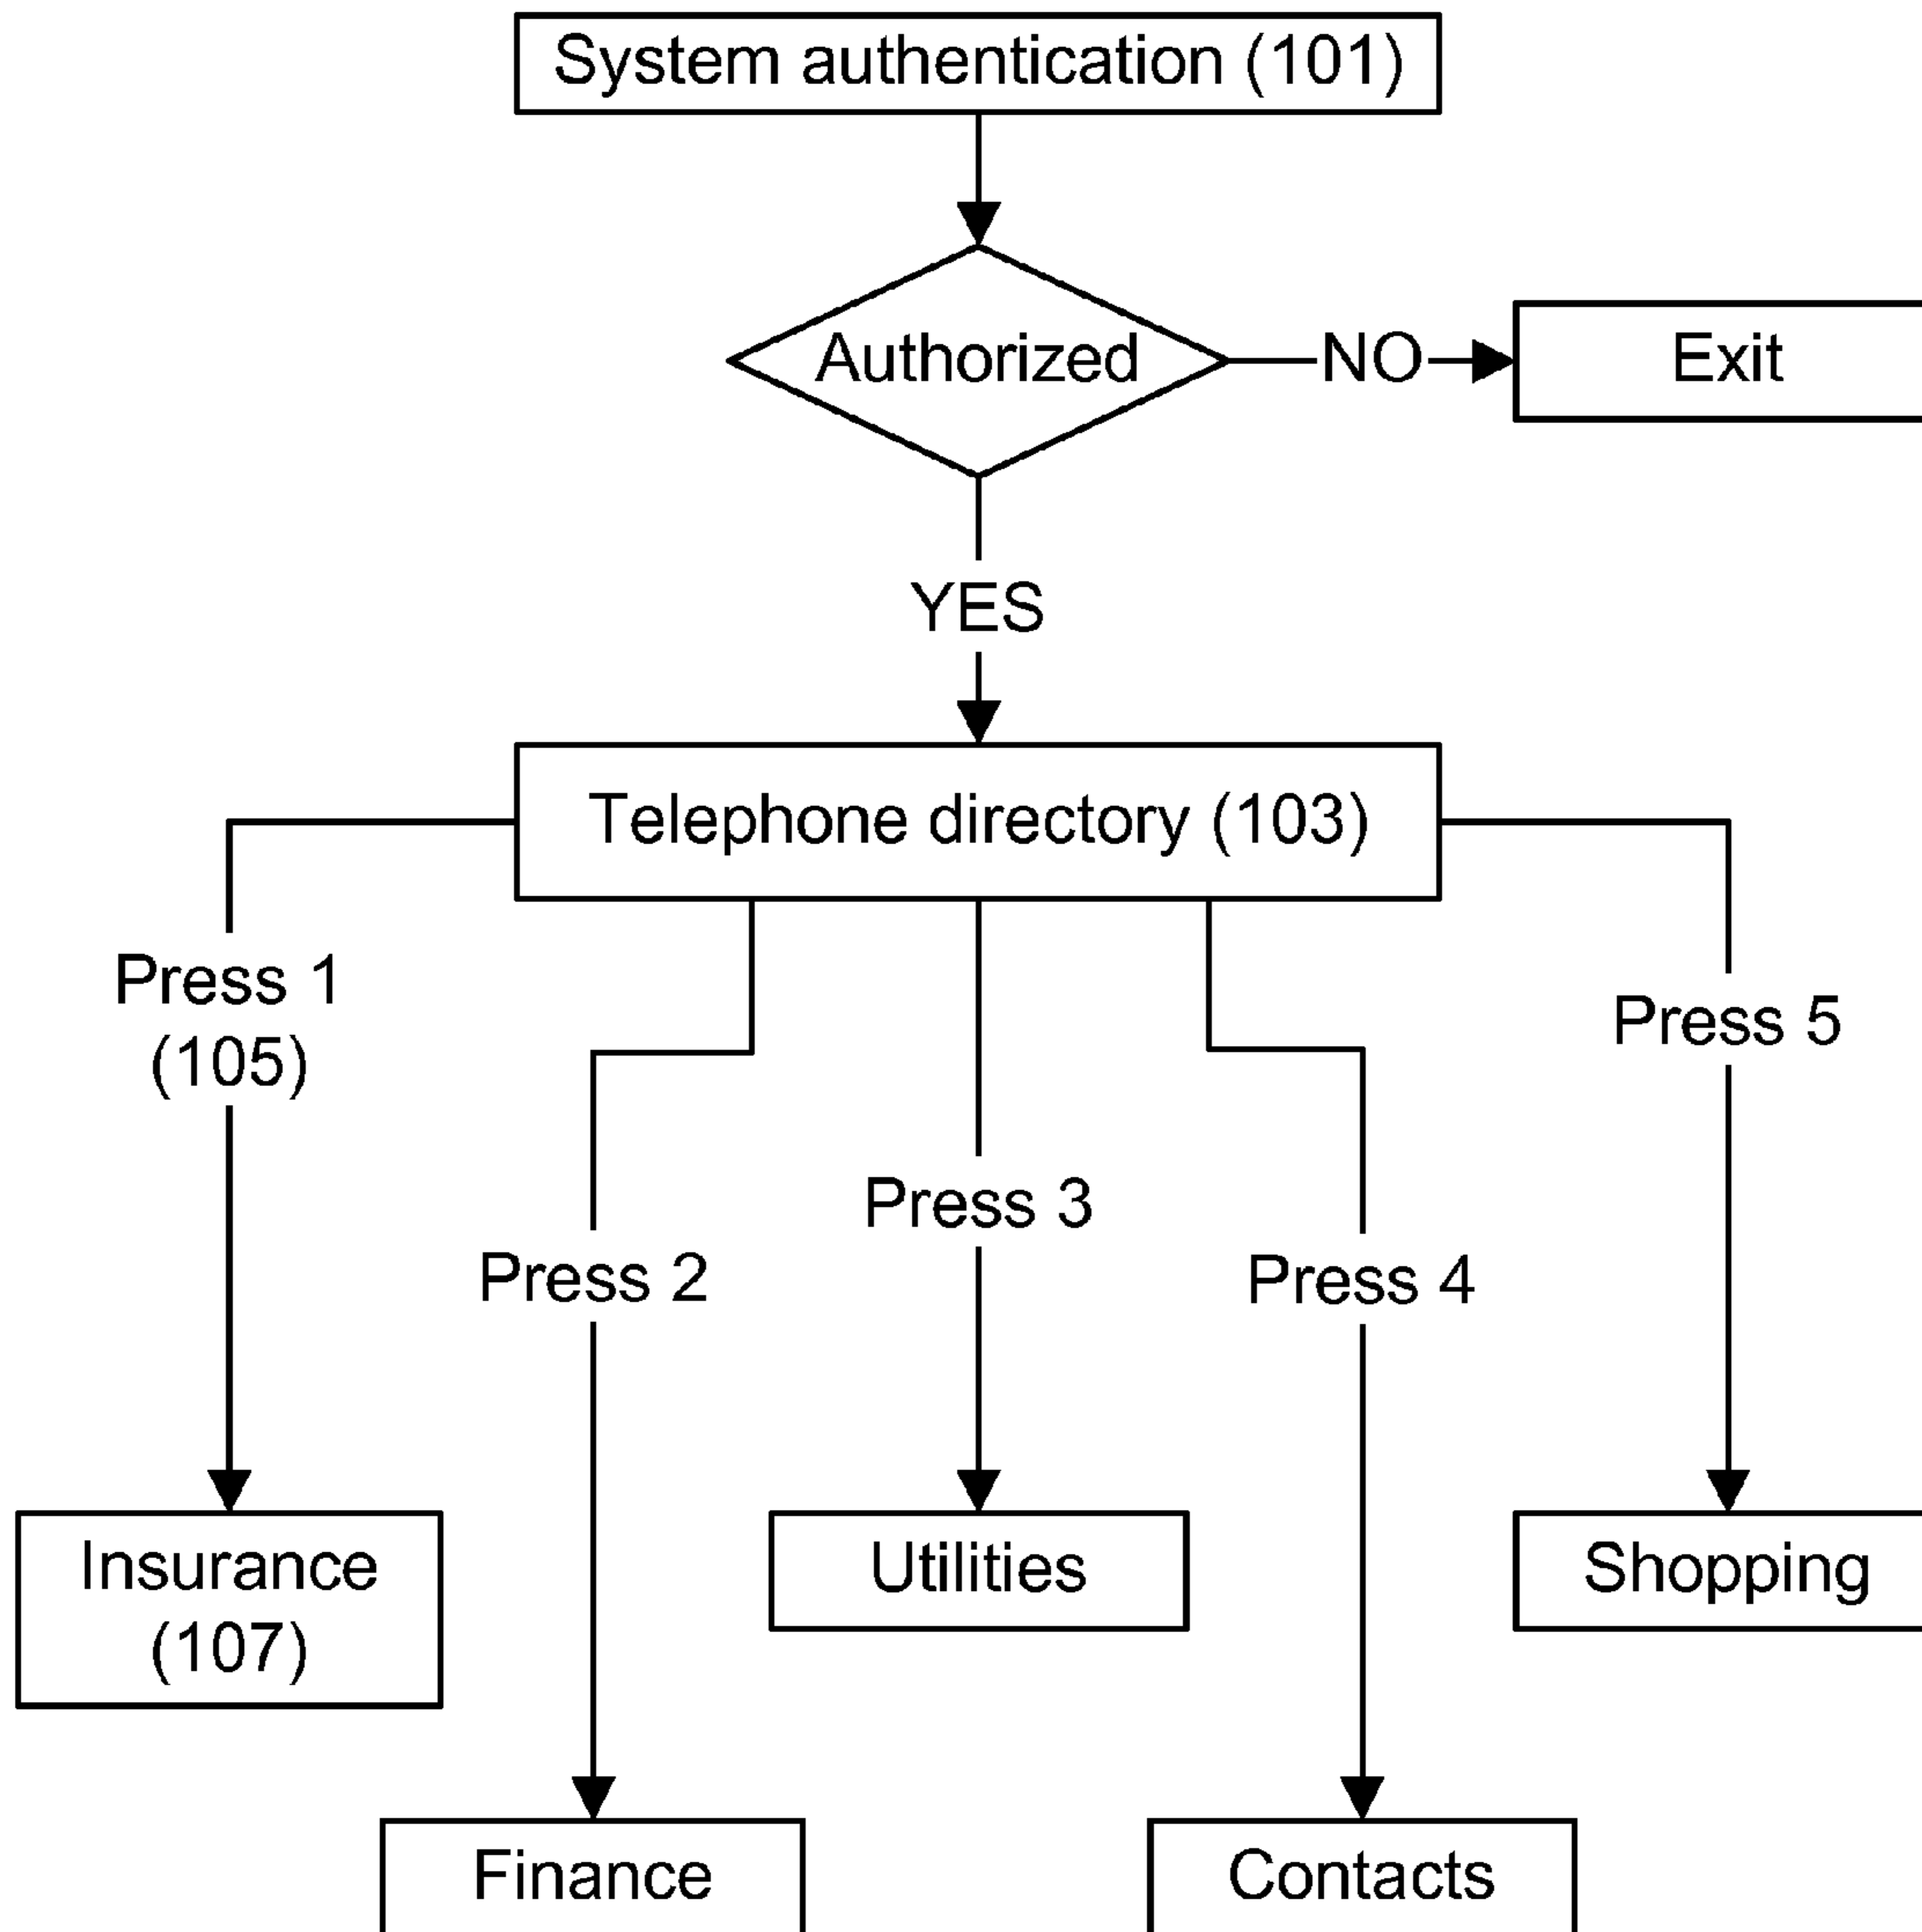 System authentication (101)
Authorized
NO
Exit
YES
Telephone directory (103)
Press 1
(105)
Press 5
Press 3
Press 2
Press 4
Insurance
(107)
Utilities
Shopping
Finance
Contacts